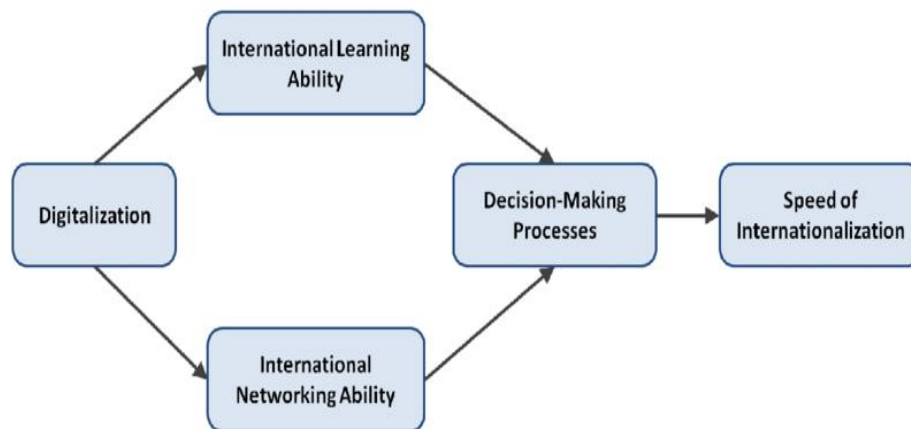 International Learning
Ability
Digitalization
Decision-Making
Processes
Speed of
Internationalization
International
Networking Ability